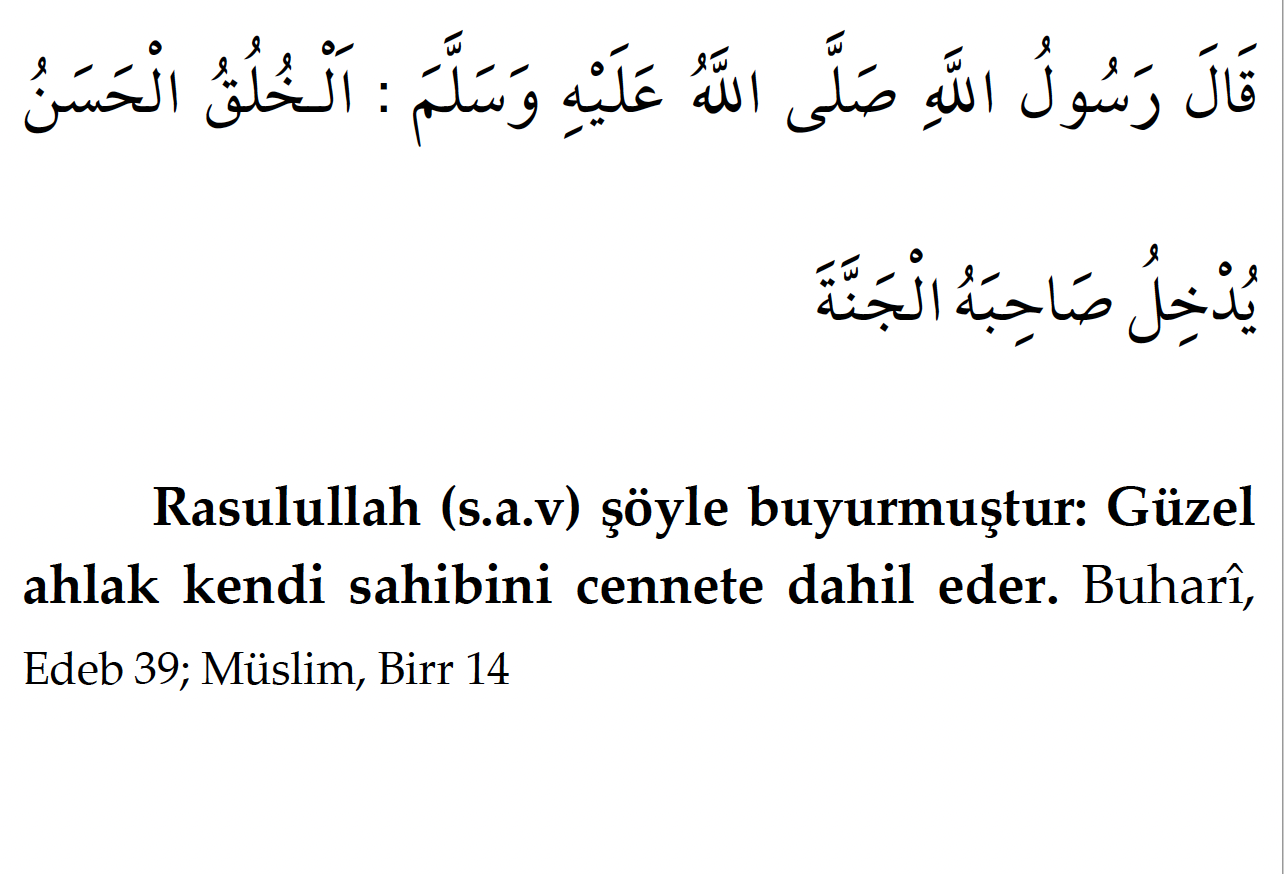 قَالَ رَسُولُ اللَّهِ صَلَّى اللَّهُ عَلَيْهِ وَسَلَّمَ : اَلْـخُلُقُ الْحَسَنُ
يُدْخِلُ صَاحِبَهُ الْجَنَّةَ
Rasulullah (s.a.v) şöyle buyurmuştur: Güzel
ahlak kendi sahibini cennete dahil eder. Buharî,
Edeb 39; Müslim, Birr 14